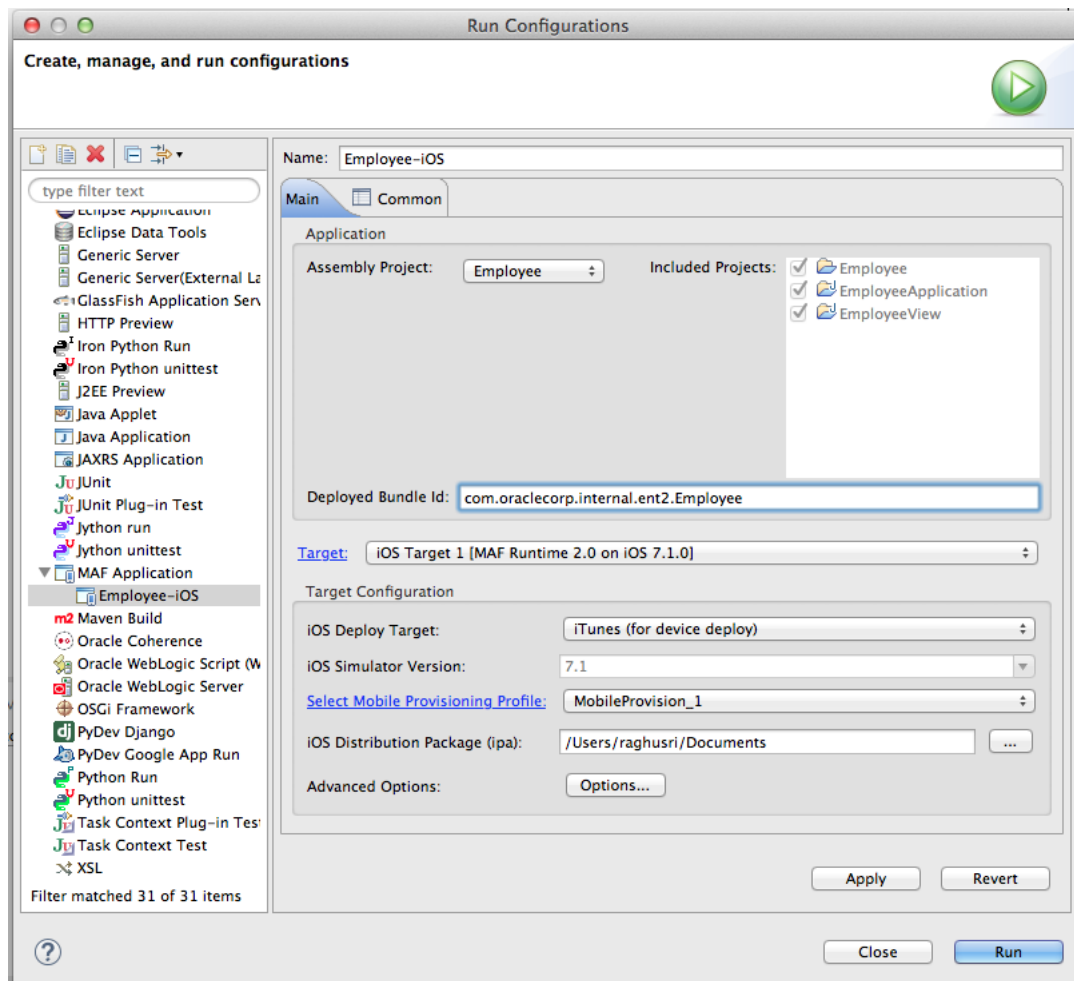 Run Configurations
Create, manage, and run configurations
type filter text
Eclipse Application
Eclipse Data Tools
Generic Server
Generic Server(External La
GlassFish Application Serv
HTTP Preview
Iron Python Run
Iron Python unittest
J2EE Preview
Java Applet
Java Application
JAXRS Application
JUnit
JUnit Plug-in Test
Jython run
Jython unittest
MAF Application
Employee-iOS
m2 Maven Build
Oracle Coherence
Oracle WebLogic Script (W
Oracle WebLogic Server
OSGi Framework
dj PyDev Django
PyDev Google App Run
Python Run
Python unittest
Task Context Plug-in Tes
Task Context Test
XSL
Filter matched 31 of 31 items
Name: Employee-iOS
Main Common
Application
Assembly Project: Employee Included Projects: Employee
EmployeeApplication
EmployeeView
Deployed Bundle Id: com.oraclecorp.internal.ent2.Employee
Target: iOS Target 1 [MAF Runtime 2.0 on iOS 7.1.0]
Target Configuration
iOS Deploy Target: iTunes (for device deploy)
iOS Simulator Version: 7.1
Select Mobile Provisioning Profile: MobileProvision_1
iOS Distribution Package (ipa): /Users/raghusri/Documents ...
Advanced Options: Options...
Apply Revert
? Close Run